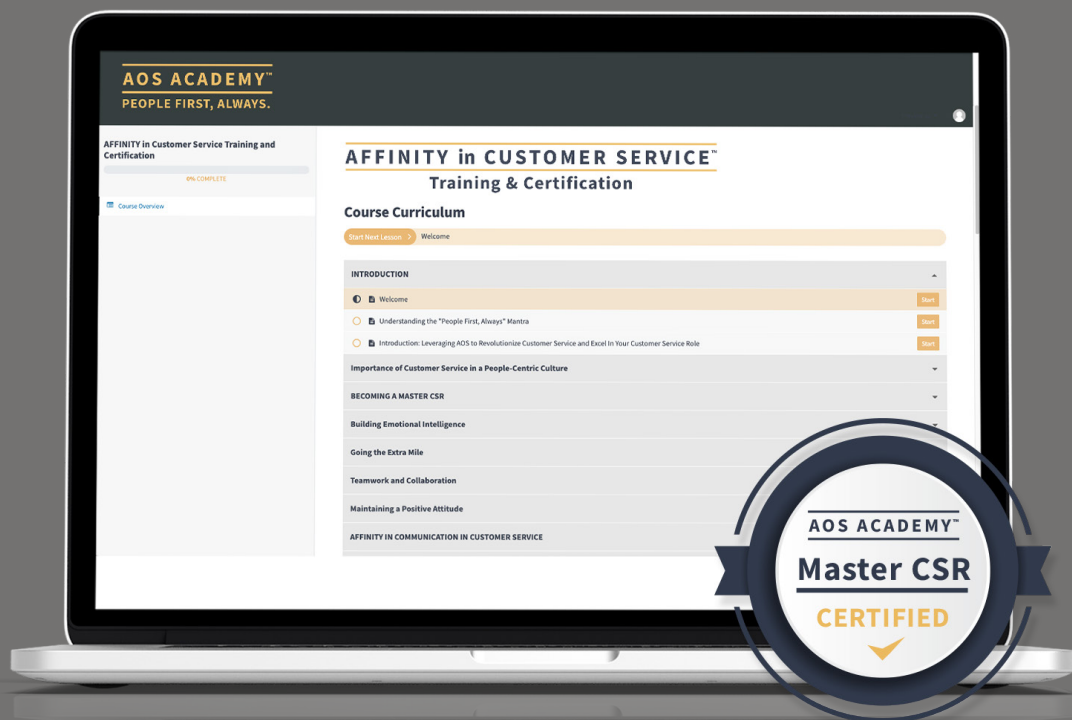 AOS ACADEMY™
PEOPLE FIRST, ALWAYS.
AFFINITY in Customer Service Training and
Certification
0% COMPLETE
Course Overview
AFFINITY in CUSTOMER SERVICE™
Training & Certification
Course Curriculum
Start Next Lesson > Welcome
INTRODUCTION
Welcome Start
Understanding the "People First, Always" Mantra Start
Introduction: Leveraging AOS to Revolutionize Customer Service and Excel In Your Customer Service Role Start
Importance of Customer Service in a People-Centric Culture
BECOMING A MASTER CSR
Building Emotional Intelligence
Going the Extra Mile
Teamwork and Collaboration
Maintaining a Positive Attitude
AFFINITY IN COMMUNICATION IN CUSTOMER SERVICE
AOS ACADEMY™
Master CSR
CERTIFIED